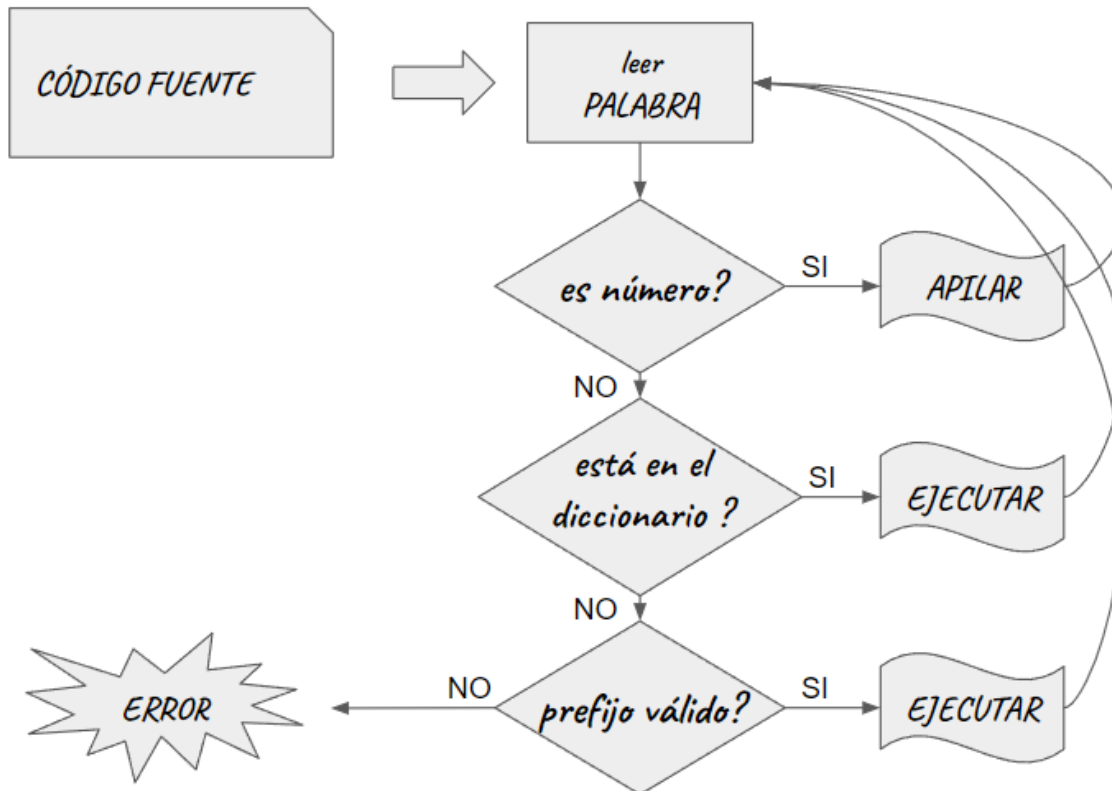 CÓDIGO FUENTE
leer
PALABRA
es número?
SI
APILAR
NO
está en el
diccionario ?
SI
EJECUTAR
NO
prefijo válido?
SI
EJECUTAR
NO
ERROR